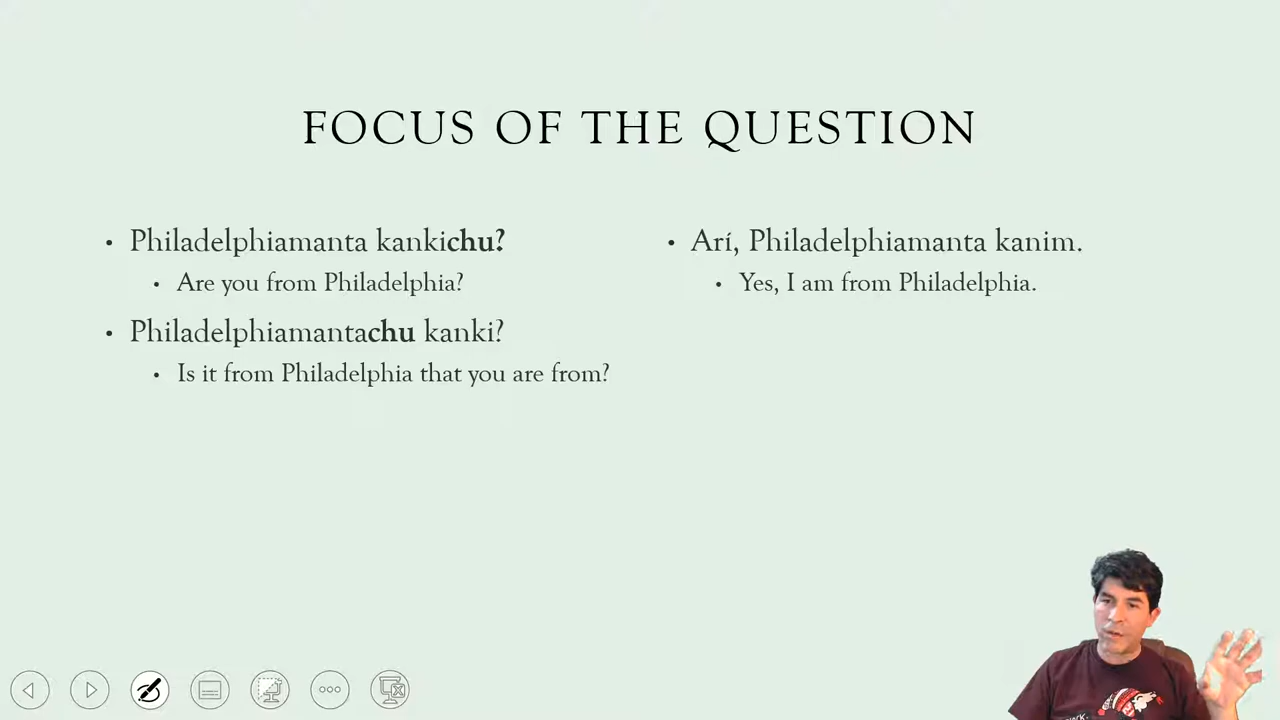 FOCUS OF THE QUESTION
• Philadelphiamanta kankichu?
• Are you from Philadelphia?
• Philadelphiamantachu kanki?
• Is it from Philadelphia that you are from?
• Arí, Philadelphiamanta kanim.
• Yes, I am from Philadelphia.